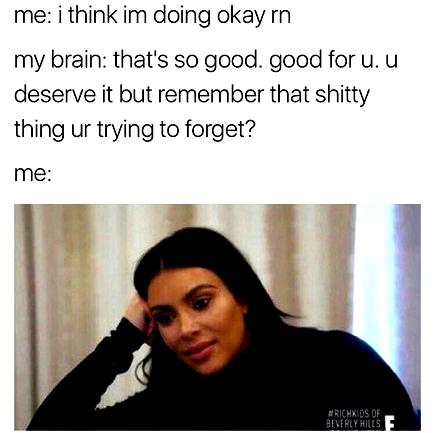 me: i think im doing okay rn
my brain: that's so good. good for u. u
deserve it but remember that shitty
thing ur trying to forget?
me:
#RICHKIDS OF
BEVERLY HILLS E